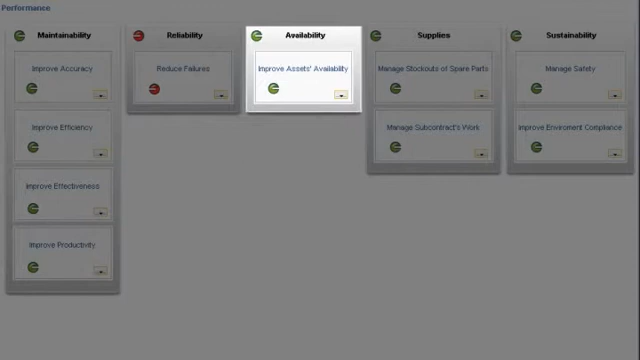 Performance
Maintainability
Reliability
Availability
Supplies
Sustainability
Improve Accuracy
Reduce Failures
Improve Assets' Availability
Manage Stockouts of Spare Parts
Manage Safety
Improve Efficiency
Manage Subcontract's Work
Improve Enviroment Compliance
Improve Effectiveness
Improve Productivity